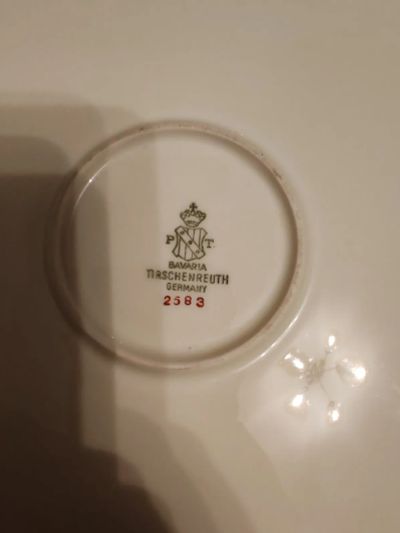 P T.
BAVARIA
TIRSCHENREUTH
GERMANY
2583